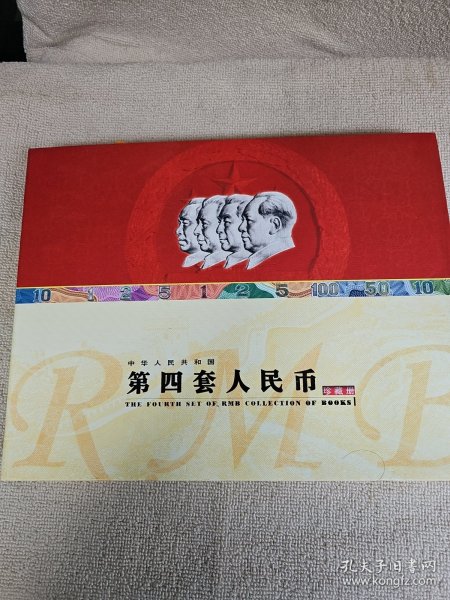 10 1 2 5 1 2 5 100 50 10
RMB
中华人民共和国
第四套人民币 珍藏册
THE FOURTH SET OF RMB COLLECTION OF BOOKS
孔夫子旧书网
www.kongfz.com